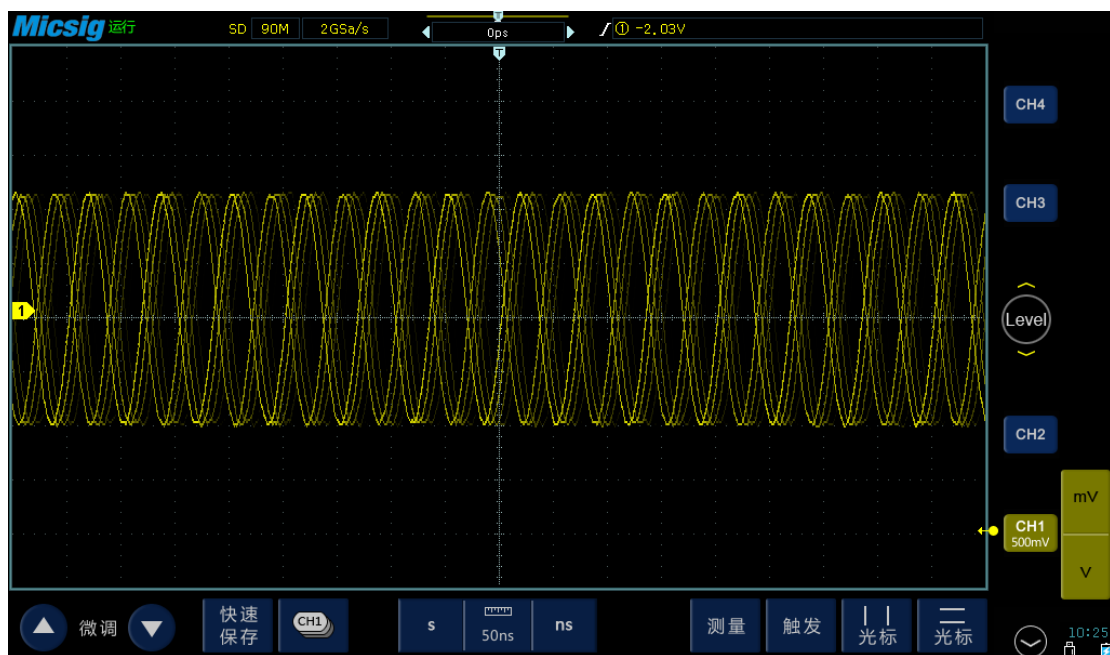 Micsig 运行 SD 90M 2GSa/s 0ps ① -2.03V
T
T
CH4
CH3
1
Level
CH2
mV
CH1
500mV
V
微调
快速
保存
CH1
s
50ns
ns
测量
触发
光标
光标
10:25